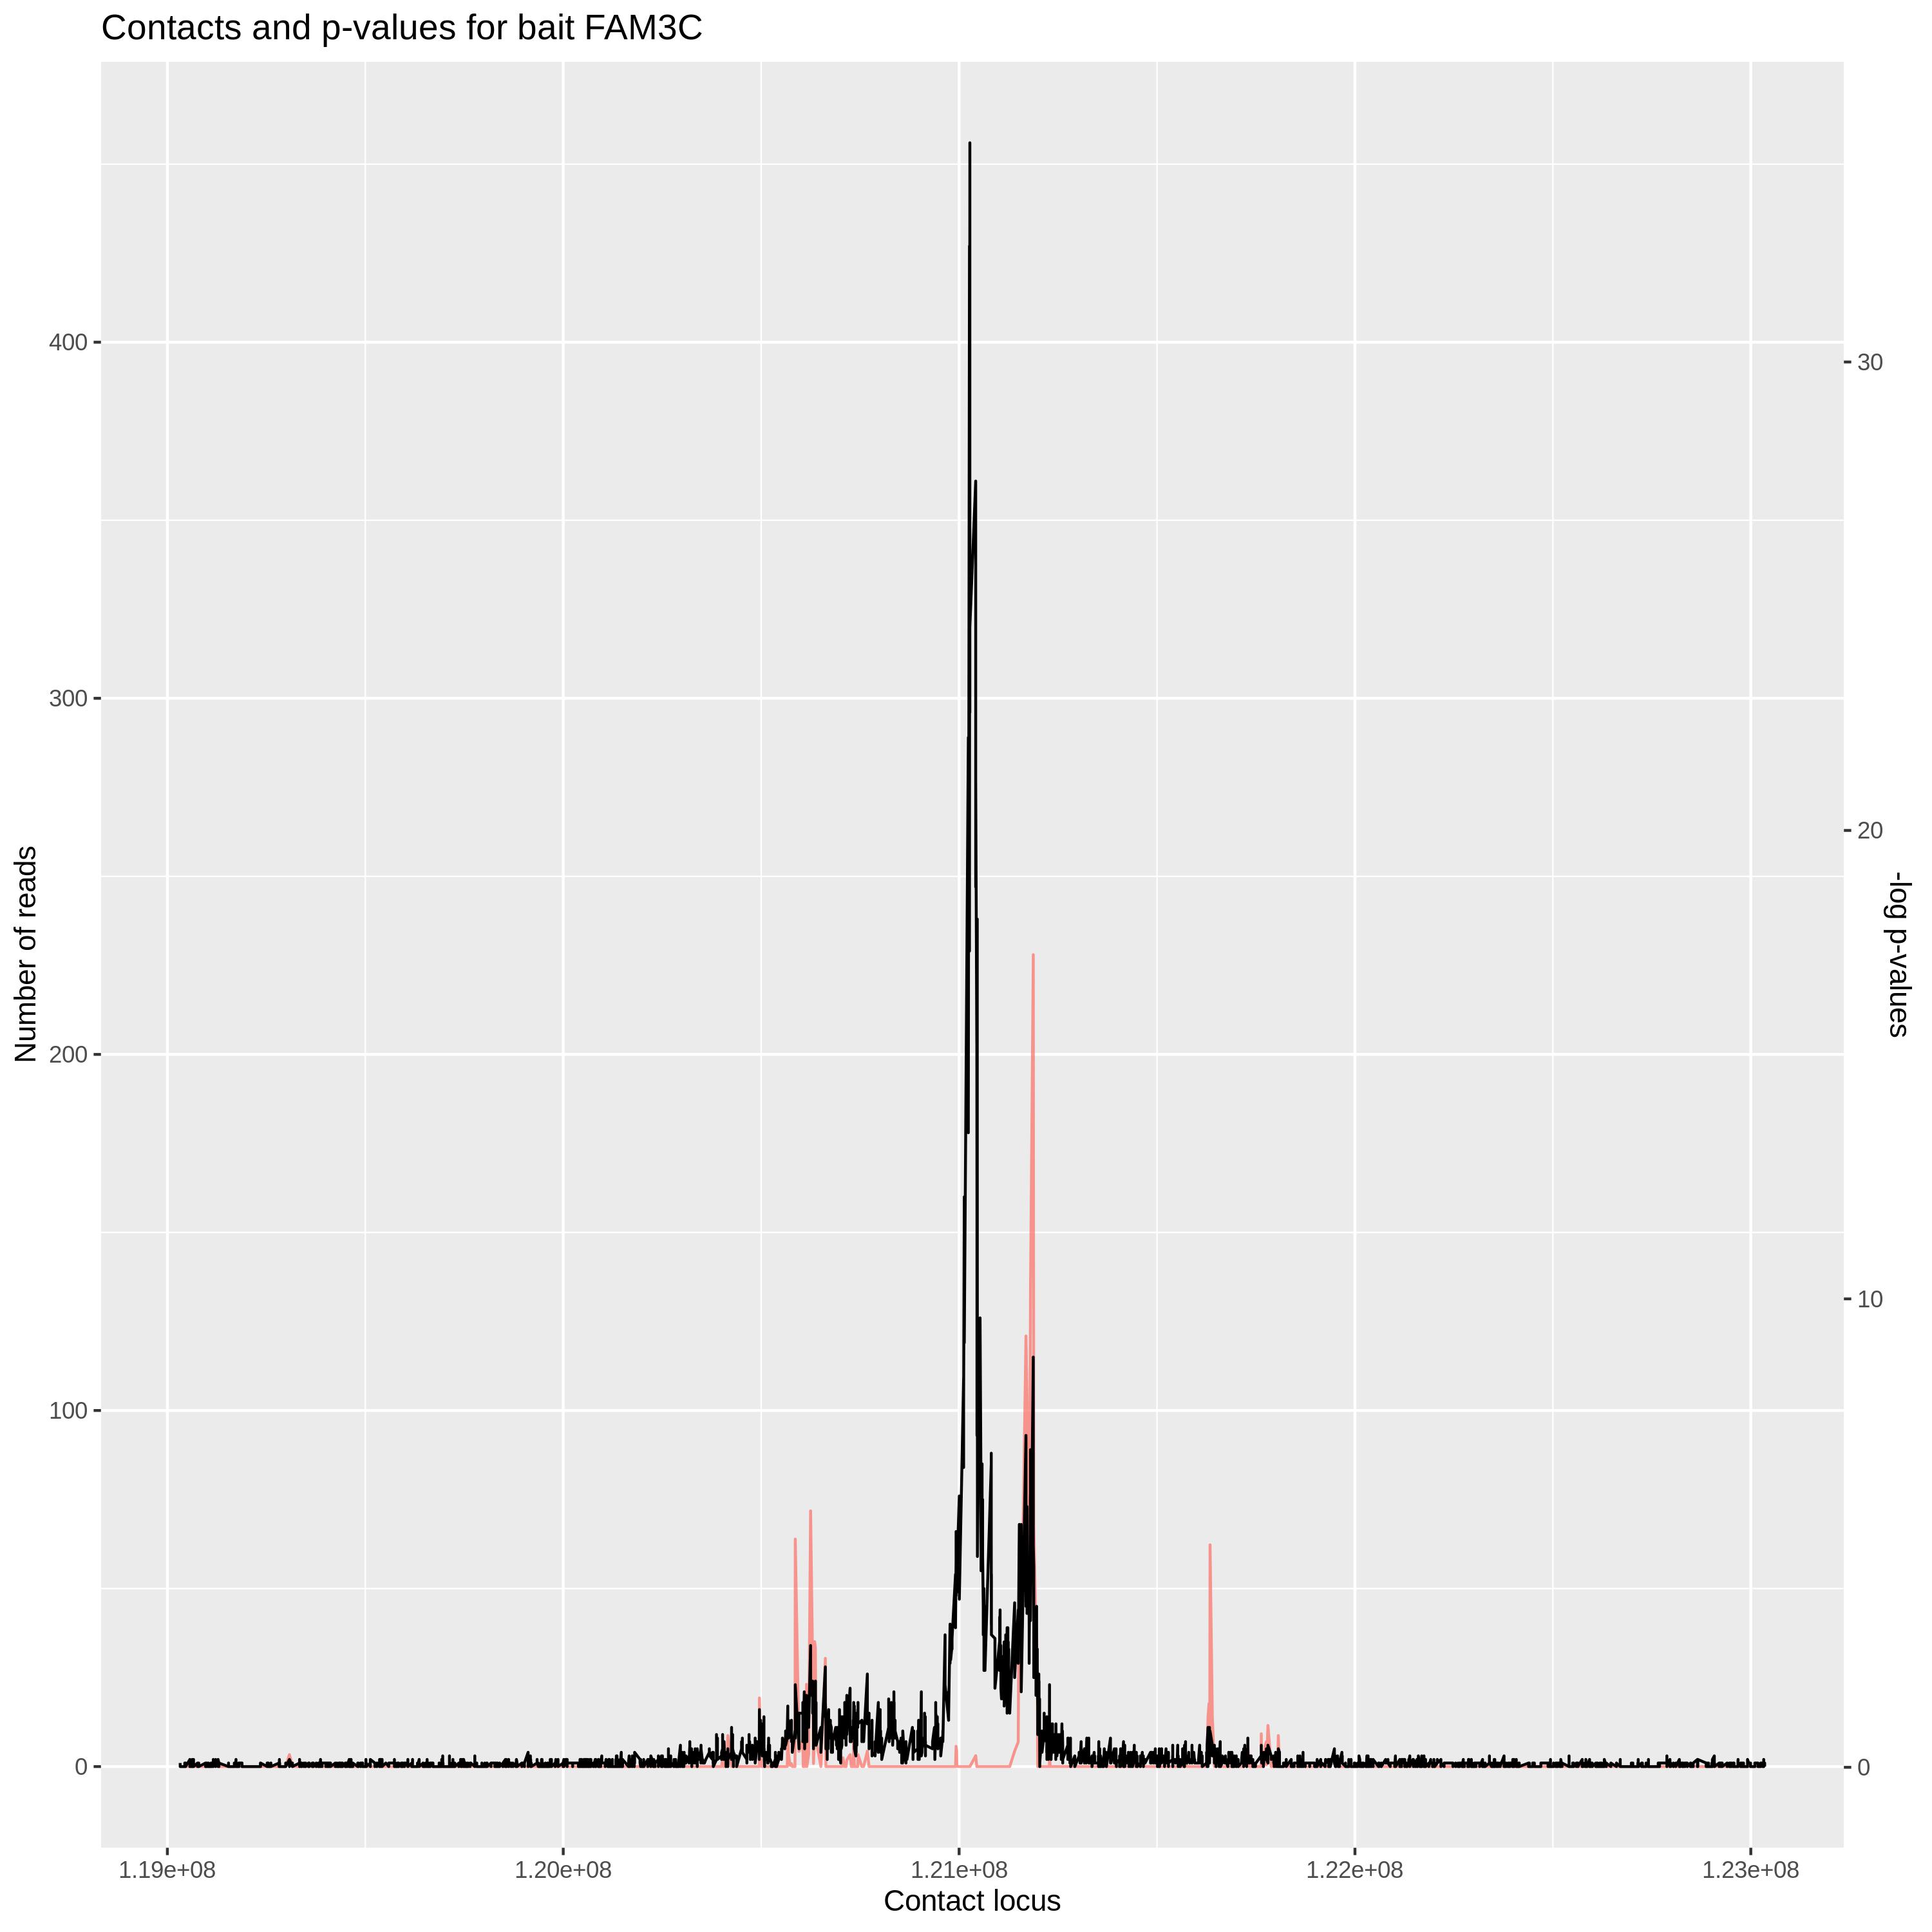 Contacts and p-values for bait FAM3C
400
300
200
100
0
Number of reads
30
20
10
0
-log p-values
1.19e+08 1.20e+08 1.21e+08 1.22e+08 1.23e+08
Contact locus